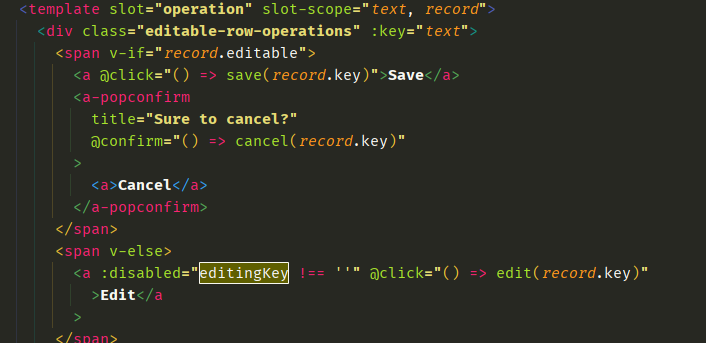 <template slot="operation" slot-scope="text, record">
<div class="editable-row-operations" :key="text">
<span v-if="record.editable">
<a @click="() => save(record.key)">Save</a>
<a-popconfirm
title="Sure to cancel?"
@confirm="() => cancel(record.key)"
>
<a>Cancel</a>
</a-popconfirm>
</span>
<span v-else>
<a :disabled="editingKey !== ''" @click="() => edit(record.key)"
>Edit</a
>
</span>